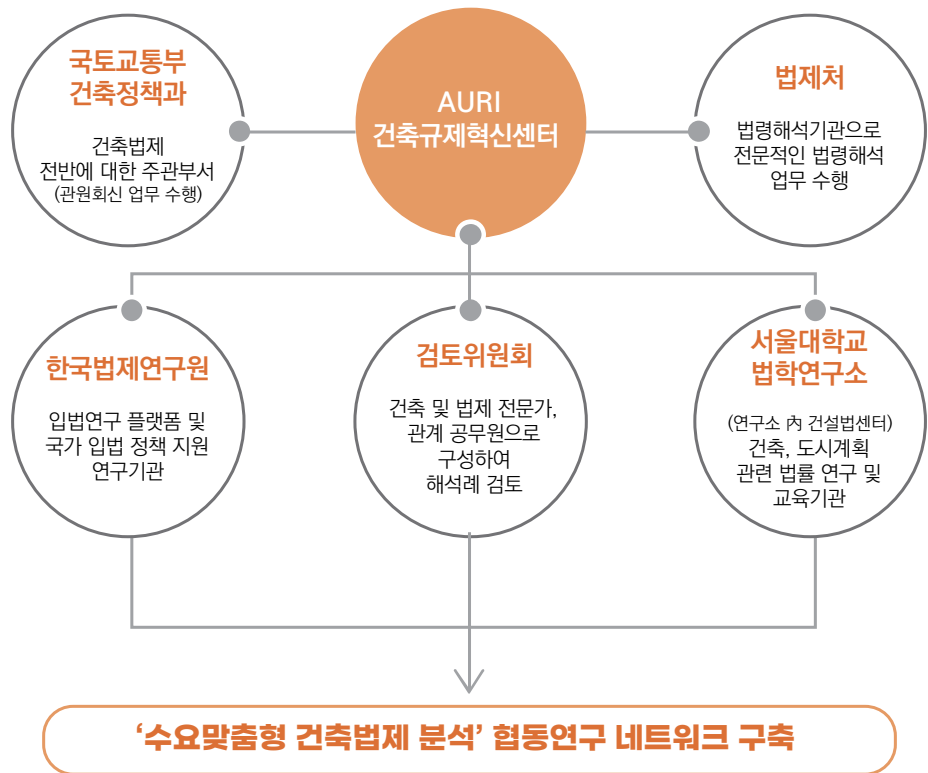 국토교통부
건축정책과
건축법제
전반에 대한 주관부서
(관원회신 업무 수행)
AURI
건축규제혁신센터
법제처
법령해석기관으로
전문적인 법령해석
업무 수행
한국법제연구원
입법연구 플랫폼 및
국가 입법 정책 지원
연구기관
검토위원회
건축 및 법제 전문가,
관계 공무원으로
구성하여
해석례 검토
서울대학교
법학연구소
(연구소 內 건설법센터)
건축, 도시계획
관련 법률 연구 및
교육기관
‘수요맞춤형 건축법제 분석’ 협동연구 네트워크 구축